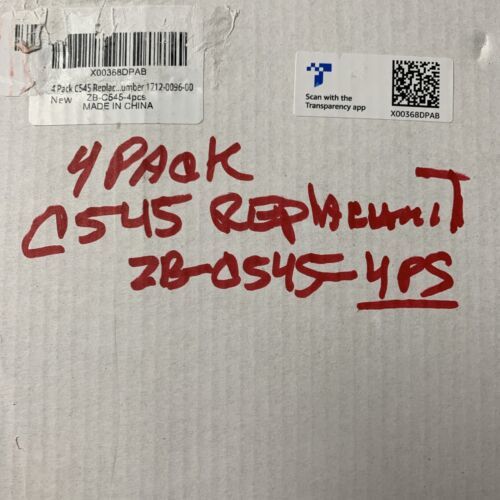 X00368DPAB
4 Pack C545 Replac...umber 1712-0096-00
New ZB-C545-4pcs
MADE IN CHINA
Scan with the
Transparency app
X00368DPAB
4 PACK
C545 REPlACUMIT
ZB-C545-4PS